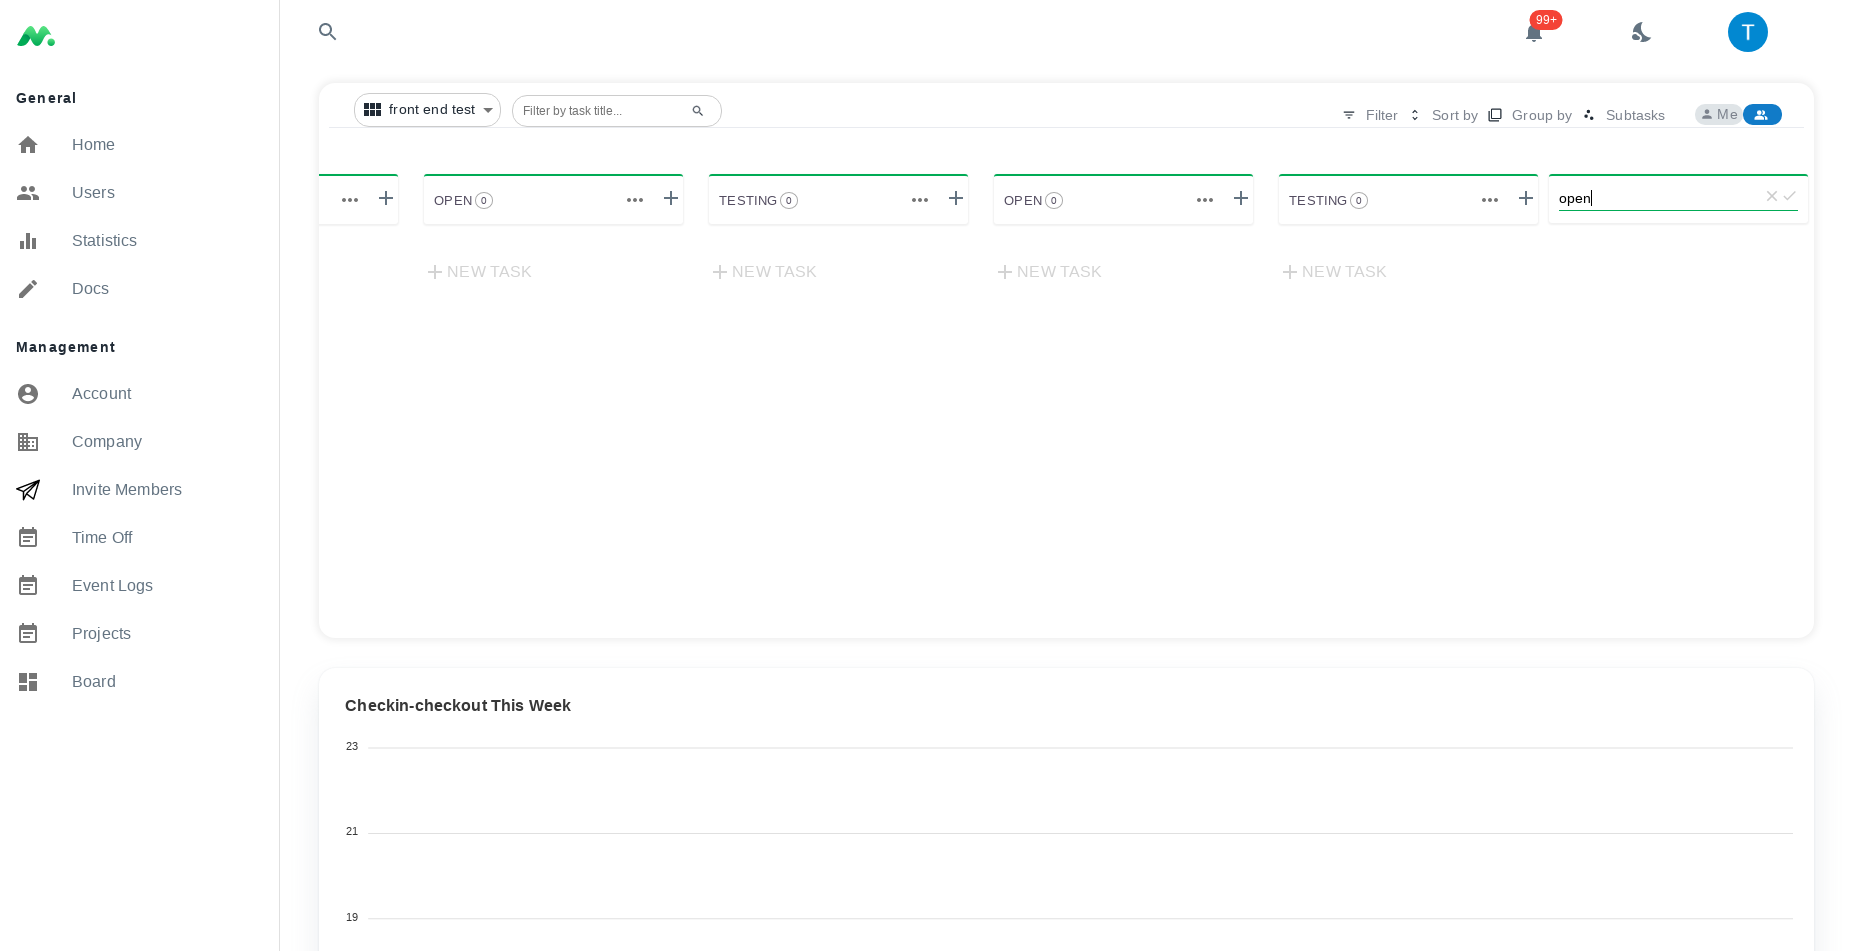 99+
T
General
Home
Users
Statistics
Docs
Management
Account
Company
Invite Members
Time Off
Event Logs
Projects
Board
front end test
Filter by task title...
Filter
Sort by
Group by
Subtasks
Me
OPEN 0
TESTING 0
OPEN 0
TESTING 0
open
NEW TASK
NEW TASK
NEW TASK
NEW TASK
Checkin-checkout This Week
23
21
19